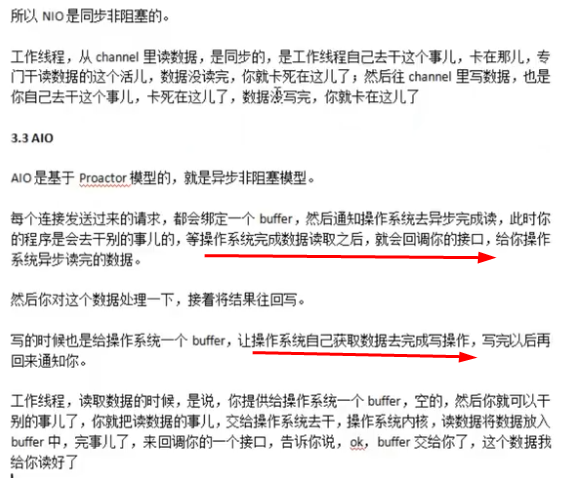 所以 NIO 是同步非阻塞的。
工作线程，从 channel 里读数据，是同步的，是工作线程自己去干这个事儿，卡在那儿，专
门干读数据的这个活儿，数据没读完，你就卡死在这儿了；然后往 channel 里写数据，也是
你自己去干这个事儿，卡死在这儿了，数据没写完，你就卡在这儿了
3.3 AIO
AIO 是基于 Proactor 模型的，就是异步非阻塞模型。
每个连接发送过来的请求，都会绑定一个 buffer，然后通知操作系统去异步完成读，此时你
的程序是会去干别的事儿的，等操作系统完成数据读取之后，就会回调你的接口，给你操作
系统异步读完的数据。
然后你对这个数据处理一下，接着将结果往回写。
写的时候也是给操作系统一个 buffer，让操作系统自己获取数据去完成写操作，写完以后再
回来通知你。
工作线程，读取数据的时候，是说，你提供给操作系统一个 buffer，空的，然后你就可以干
别的事儿了，你就把读数据的事儿，交给操作系统去干，操作系统内核，读数据将数据放入
buffer 中，完事儿了，来回调你的一个接口，告诉你说，ok，buffer 交给你了，这个数据我
给你读好了